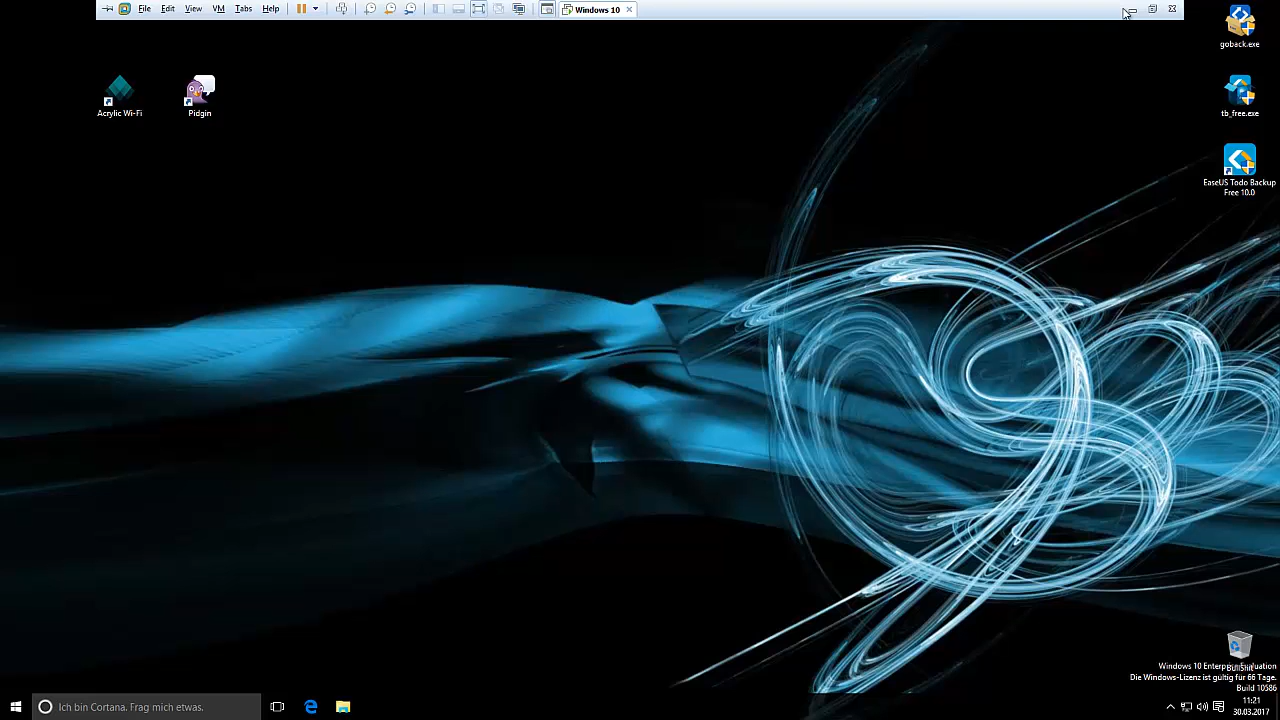 File Edit View VM Tabs Help Windows 10
goback.exe
Acrylic Wi-Fi
Pidgin
tb_free.exe
EaseUS Todo Backup
Free 10.0
Windows 10 Enterprise Evaluation
Die Windows-Lizenz ist gültig für 66 Tage.
Build 10586
Ich bin Cortana. Frag mich etwas.
11:21
30.03.2017